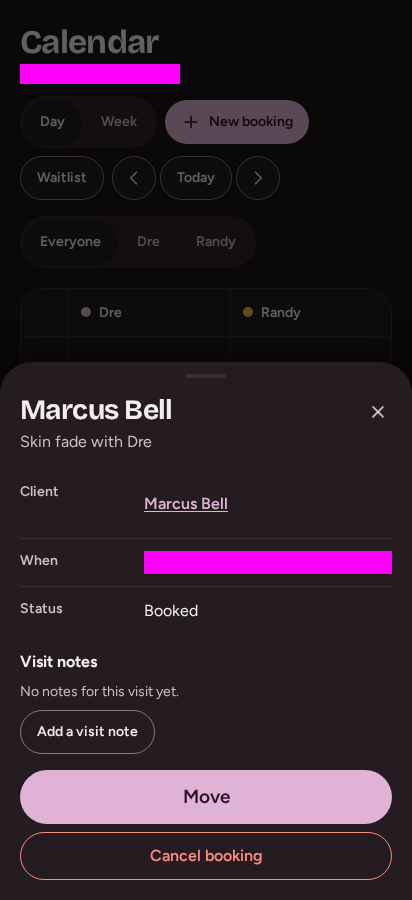 Calendar
Day
Week
New booking
Waitlist
Today
Everyone
Dre
Randy
Dre
Randy
Marcus Bell
Skin fade with Dre
Client
Marcus Bell
When
Status
Booked
Visit notes
No notes for this visit yet.
Add a visit note
Move
Cancel booking